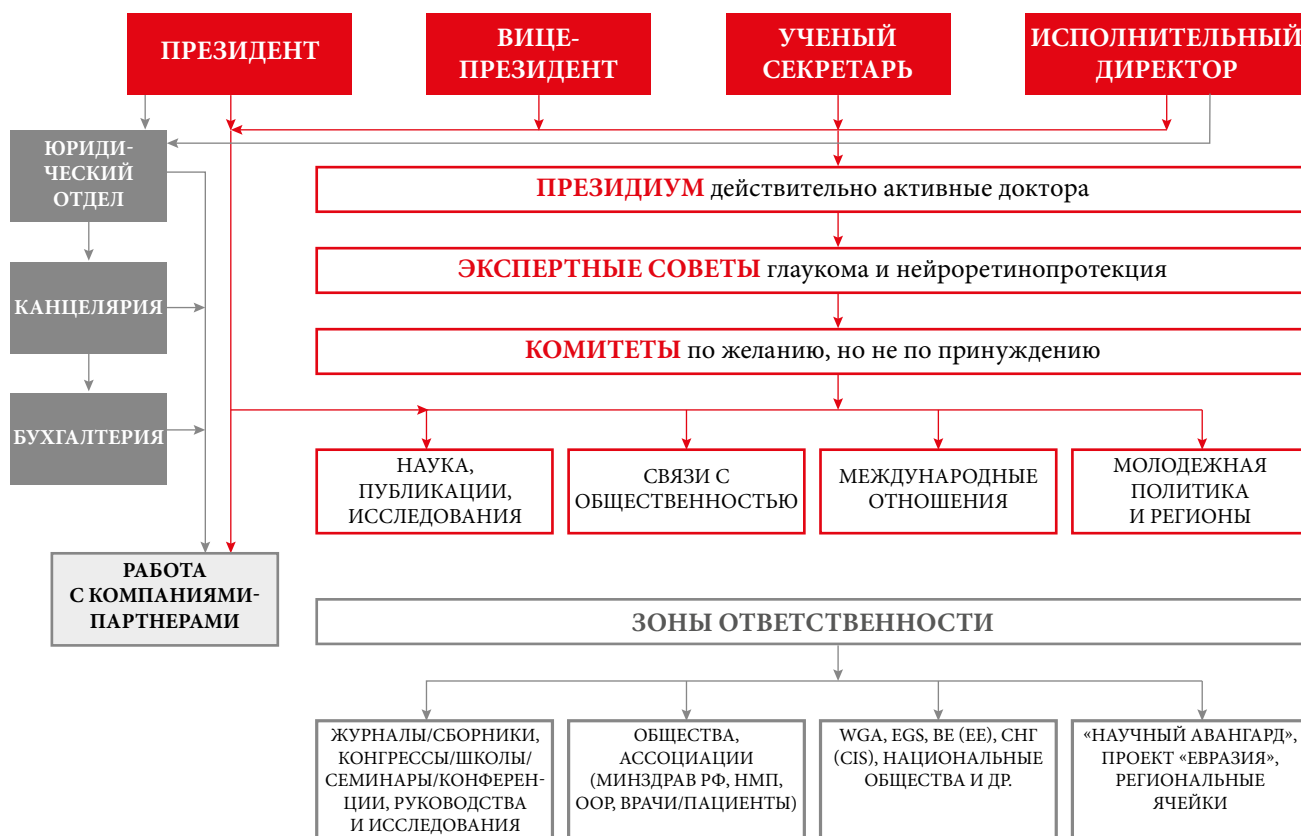 ПРЕЗИДЕНТ
ВИЦЕ-
ПРЕЗИДЕНТ
УЧЕНЫЙ
СЕКРЕТАРЬ
ИСПОЛНИТЕЛЬНЫЙ
ДИРЕКТОР
ЮРИДИ-
ЧЕСКИЙ
ОТДЕЛ
ПРЕЗИДИУМ действительно активные доктора
ЭКСПЕРТНЫЕ СОВЕТЫ глаукома и нейроретинопротекция
КАНЦЕЛЯРИЯ
КОМИТЕТЫ по желанию, но не по принуждению
БУХГАЛТЕРИЯ
НАУКА,
ПУБЛИКАЦИИ,
ИССЛЕДОВАНИЯ
СВЯЗИ С
ОБЩЕСТВЕННОСТЬЮ
МЕЖДУНАРОДНЫЕ
ОТНОШЕНИЯ
МОЛОДЕЖНАЯ
ПОЛИТИКА
И РЕГИОНЫ
РАБОТА
С КОМПАНИЯМИ-
ПАРТНЕРАМИ
ЗОНЫ ОТВЕТСТВЕННОСТИ
ЖУРНАЛЫ/СБОРНИКИ,
КОНГРЕССЫ/ШКОЛЫ/
СЕМИНАРЫ/КОНФЕРЕН-
ЦИИ, РУКОВОДСТВА
И ИССЛЕДОВАНИЯ
ОБЩЕСТВА,
АССОЦИАЦИИ
(МИНЗДРАВ РФ, НМП,
ООР, ВРАЧИ/ПАЦИЕНТЫ)
WGA, EGS, ВЕ (ЕЕ), СНГ
(CIS), НАЦИОНАЛЬНЫЕ
ОБЩЕСТВА И ДР.
«НАУЧНЫЙ АВАНГАРД»,
ПРОЕКТ «ЕВРАЗИЯ»,
РЕГИОНАЛЬНЫЕ
ЯЧЕЙКИ